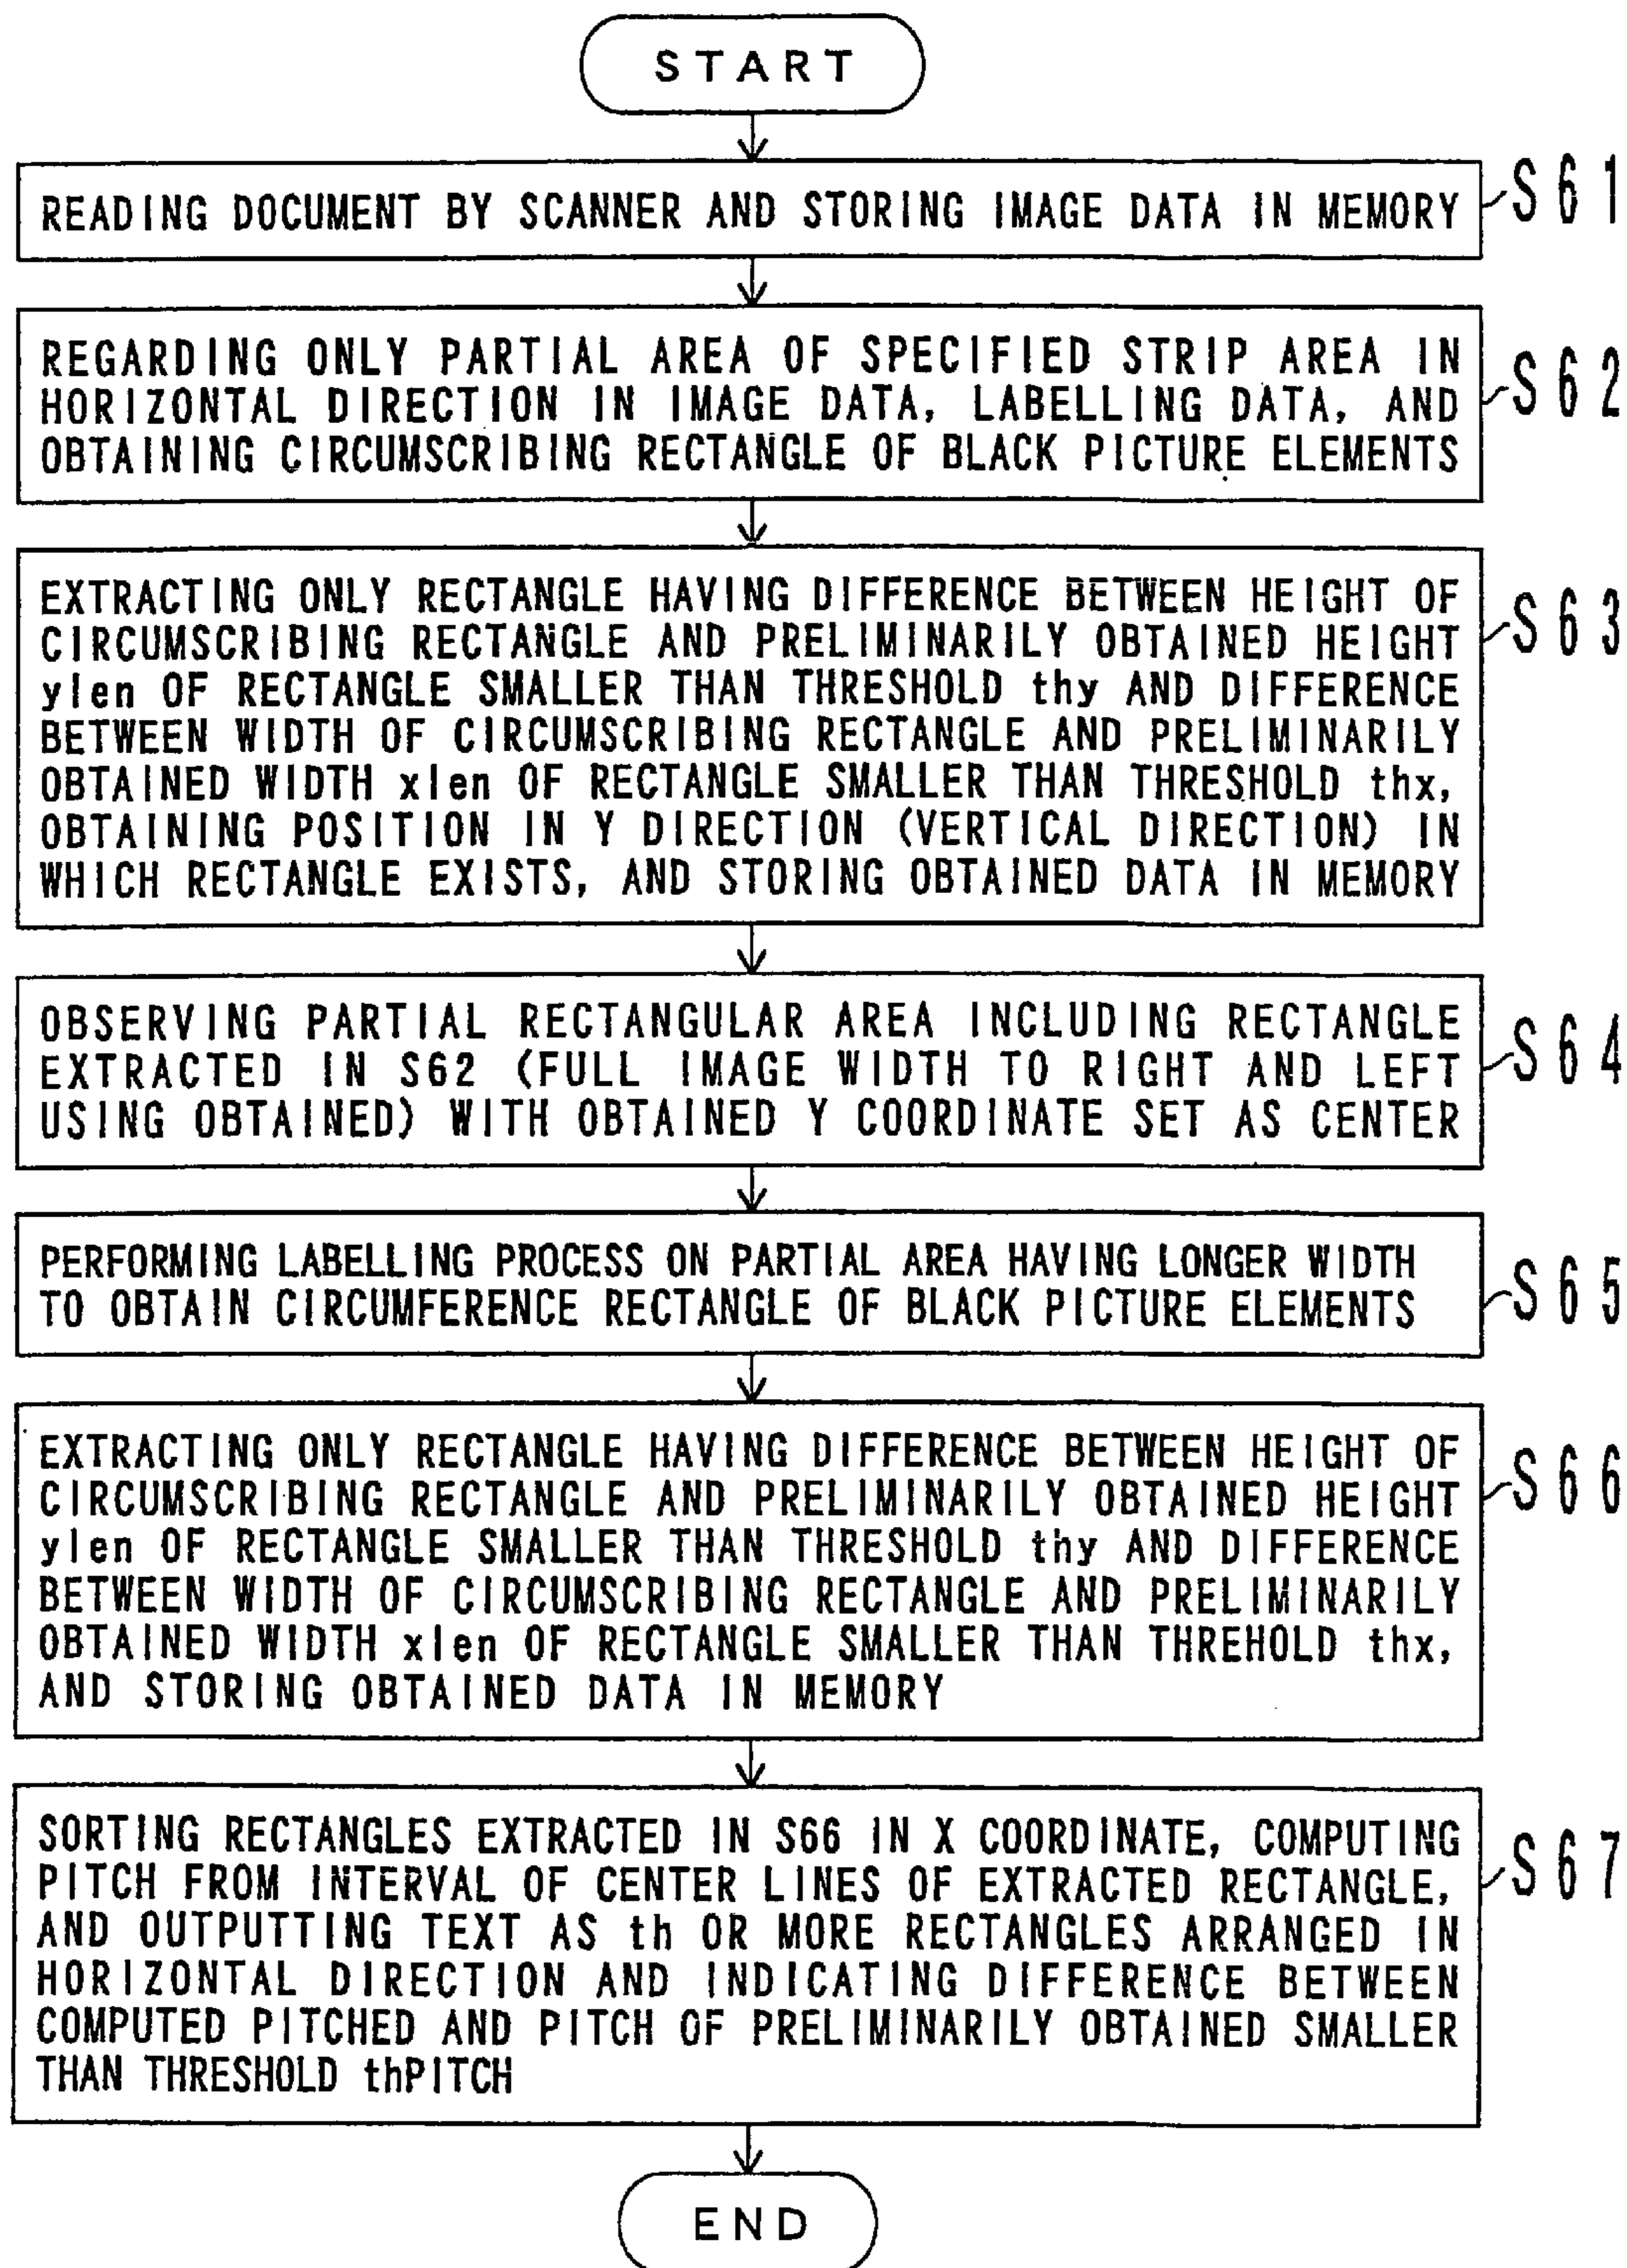 START
READING DOCUMENT BY SCANNER AND STORING IMAGE DATA IN MEMORY
S61
REGARDING ONLY PARTIAL AREA OF SPECIFIED STRIP AREA IN
HORIZONTAL DIRECTION IN IMAGE DATA, LABELLING DATA, AND
OBTAINING CIRCUMSCRIBING RECTANGLE OF BLACK PICTURE ELEMENTS
S62
EXTRACTING ONLY RECTANGLE HAVING DIFFERENCE BETWEEN HEIGHT OF
CIRCUMSCRIBING RECTANGLE AND PRELIMINARILY OBTAINED HEIGHT
ylen OF RECTANGLE SMALLER THAN THRESHOLD thy AND DIFFERENCE
BETWEEN WIDTH OF CIRCUMSCRIBING RECTANGLE AND PRELIMINARILY
OBTAINED WIDTH xlen OF RECTANGLE SMALLER THAN THRESHOLD thx,
OBTAINING POSITION IN Y DIRECTION (VERTICAL DIRECTION) IN
WHICH RECTANGLE EXISTS, AND STORING OBTAINED DATA IN MEMORY
S63
OBSERVING PARTIAL RECTANGULAR AREA INCLUDING RECTANGLE
EXTRACTED IN S62 (FULL IMAGE WIDTH TO RIGHT AND LEFT
USING OBTAINED) WITH OBTAINED Y COORDINATE SET AS CENTER
S64
PERFORMING LABELLING PROCESS ON PARTIAL AREA HAVING LONGER WIDTH
TO OBTAIN CIRCUMFERENCE RECTANGLE OF BLACK PICTURE ELEMENTS
S65
EXTRACTING ONLY RECTANGLE HAVING DIFFERENCE BETWEEN HEIGHT OF
CIRCUMSCRIBING RECTANGLE AND PRELIMINARILY OBTAINED HEIGHT
ylen OF RECTANGLE SMALLER THAN THRESHOLD thy AND DIFFERENCE
BETWEEN WIDTH OF CIRCUMSCRIBING RECTANGLE AND PRELIMINARILY
OBTAINED WIDTH xlen OF RECTANGLE SMALLER THAN THREHOLD thx,
AND STORING OBTAINED DATA IN MEMORY
S66
SORTING RECTANGLES EXTRACTED IN S66 IN X COORDINATE, COMPUTING
PITCH FROM INTERVAL OF CENTER LINES OF EXTRACTED RECTANGLE,
AND OUTPUTTING TEXT AS th OR MORE RECTANGLES ARRANGED IN
HORIZONTAL DIRECTION AND INDICATING DIFFERENCE BETWEEN
COMPUTED PITCHED AND PITCH OF PRELIMINARILY OBTAINED SMALLER
THAN THRESHOLD thPITCH
S67
END